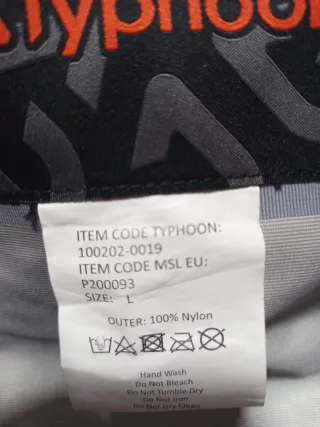 Typhoon
ITEM CODE TYPHOON:
100202-0019
ITEM CODE MSL EU:
P200093
SIZE: L
OUTER: 100% Nylon
Hand Wash
Do Not Bleach
Do Not Tumble Dry
Do Not Iron
Do Not Dry Clean